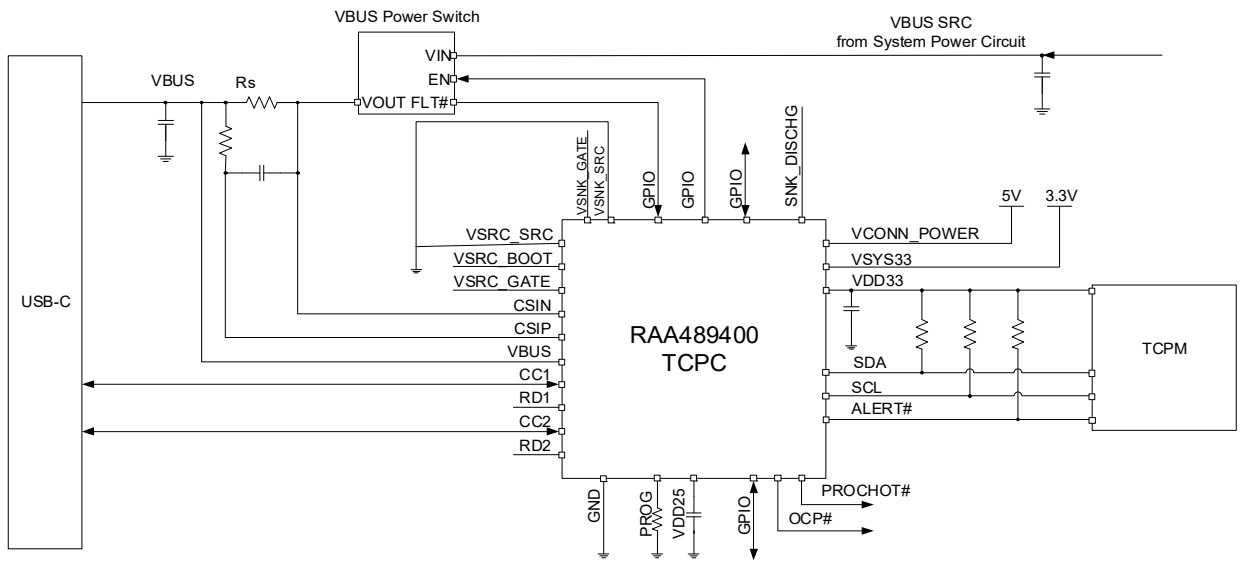 VBUS Power Switch
VBUS SRC
from System Power Circuit
VIN
EN
VOUT FLT#
VBUS
Rs
VSNK_GATE
VSNK_SRC
GPIO
GPIO
GPIO
SNK_DISCHG
5V
3.3V
VSRC_SRC
VSRC_BOOT
VSRC_GATE
CSIN
CSIP
VBUS
CC1
RD1
CC2
RD2
USB-C
RAA489400
TCPC
VCONN_POWER
VSYS33
VDD33
SDA
SCL
ALERT#
TCPM
GND
PROG
VDD25
GPIO
PROCHOT#
OCP#